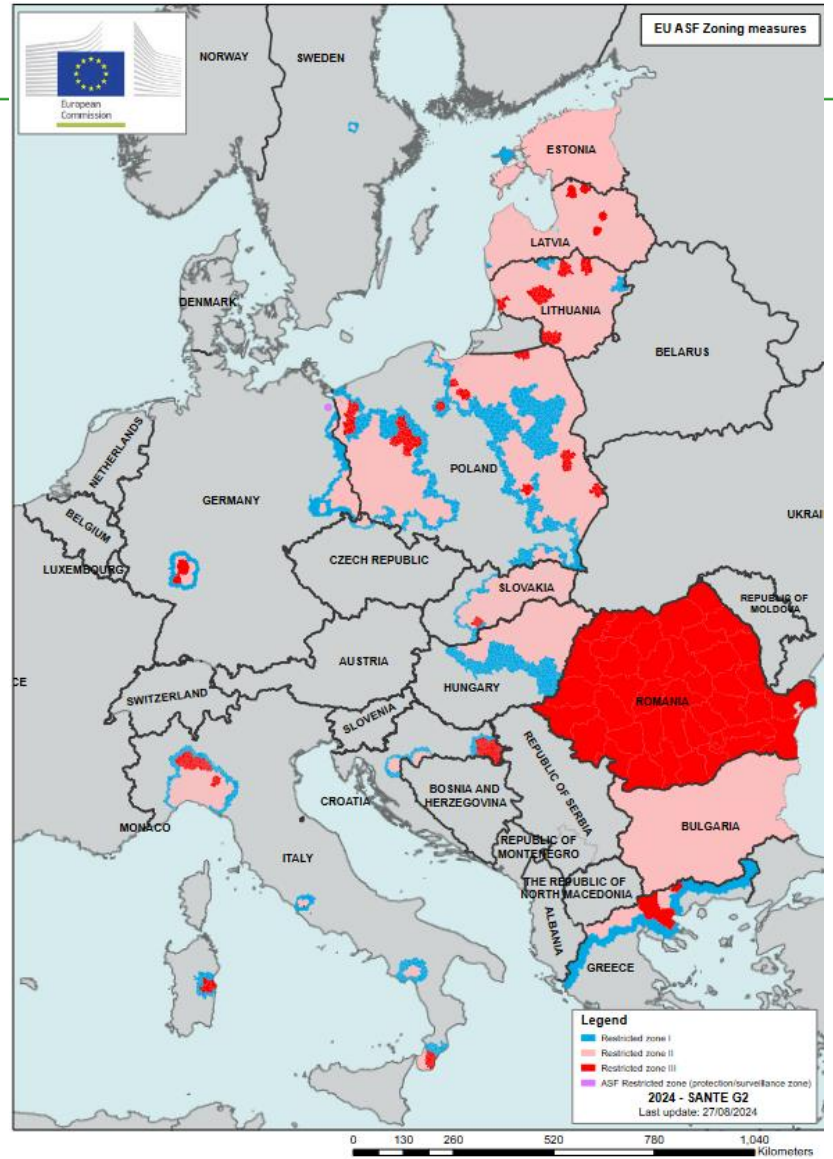 EU ASF Zoning measures
European
Commission
NORWAY
SWEDEN
ESTONIA
LATVIA
LITHUANIA
DENMARK
BELARUS
NETHERLANDS
POLAND
GERMANY
BELGIUM
UKRAI
LUXEMBOURG
CZECH REPUBLIC
SLOVAKIA
REPUBLIC OF
MOLDOVA
AUSTRIA
CE
HUNGARY
SWITZERLAND
ROMANIA
SLOVENIA
REPUBLIC OF SERBIA
CROATIA
BOSNIA AND
HERZEGOVINA
MONACO
BULGARIA
ITALY
REPUBLIC OF
MONTENEGRO
THE REPUBLIC OF
NORTH MACEDONIA
ALBANIA
GREECE
Legend
Restricted zone I
Restricted zone II
Restricted zone III
ASF Restricted zone (protection/surveillance zone)
2024 - SANTE G2
Last update: 27/08/2024
0 130 260 520 780 1,040
Kilometers